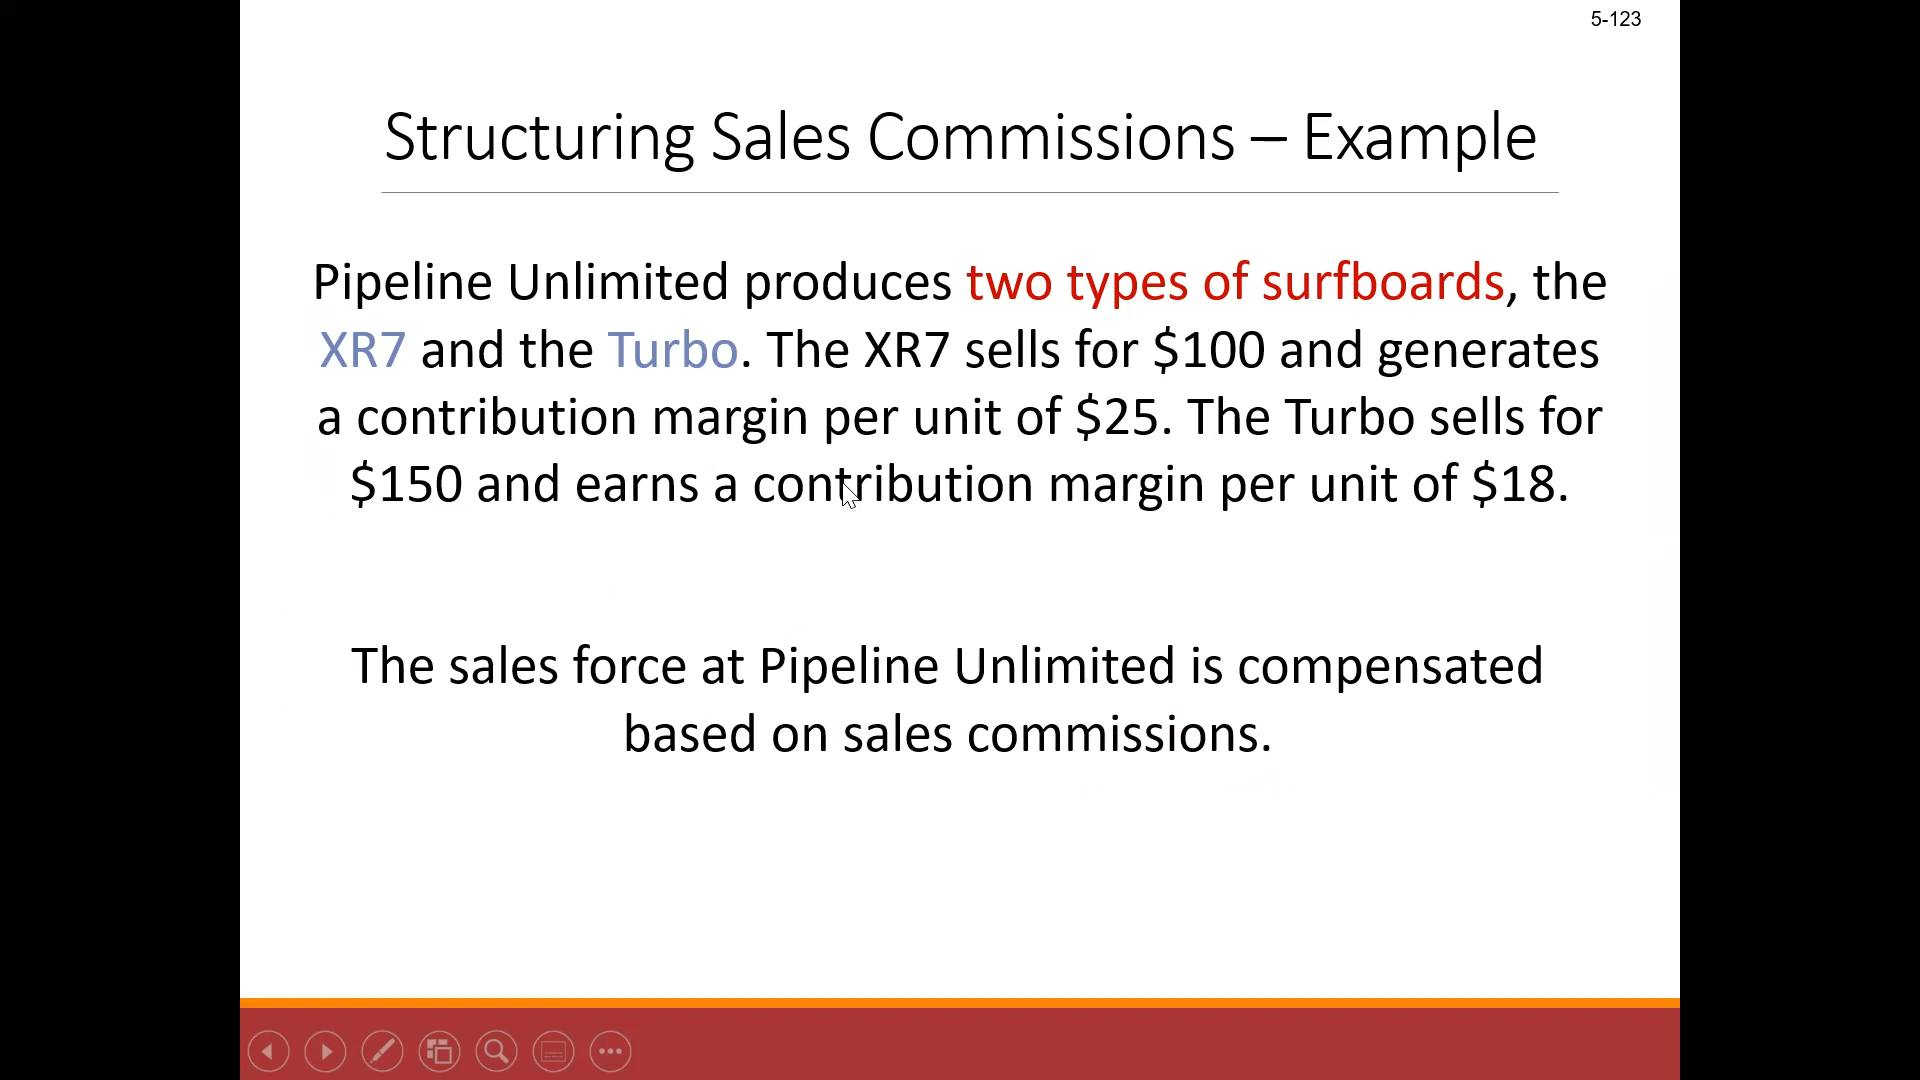 5-123
Structuring Sales Commissions – Example
Pipeline Unlimited produces two types of surfboards, the
XR7 and the Turbo. The XR7 sells for $100 and generates
a contribution margin per unit of $25. The Turbo sells for
$150 and earns a contribution margin per unit of $18.
The sales force at Pipeline Unlimited is compensated
based on sales commissions.